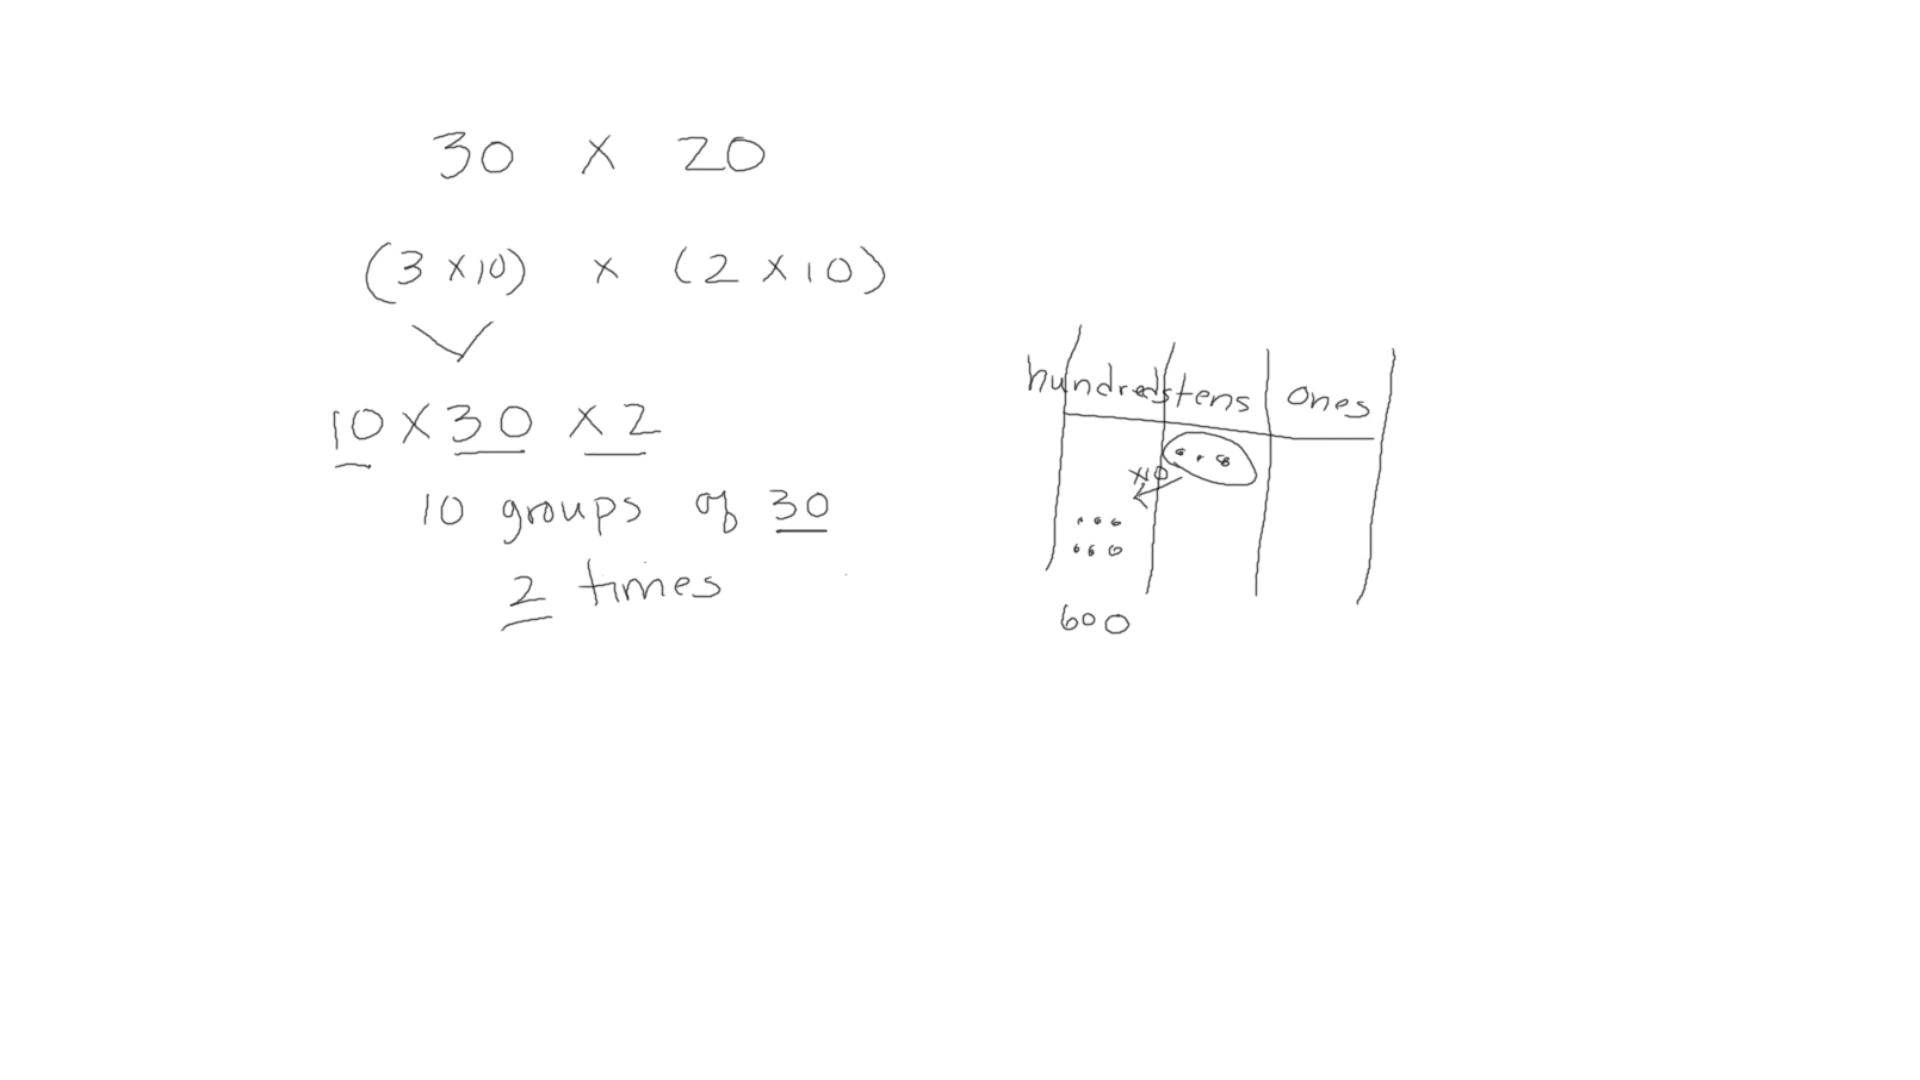 30 x 20
(3 x 10) x (2 x 10)
10 x 30 x 2
10 groups of 30
2 times
hundreds tens ones
x10
600